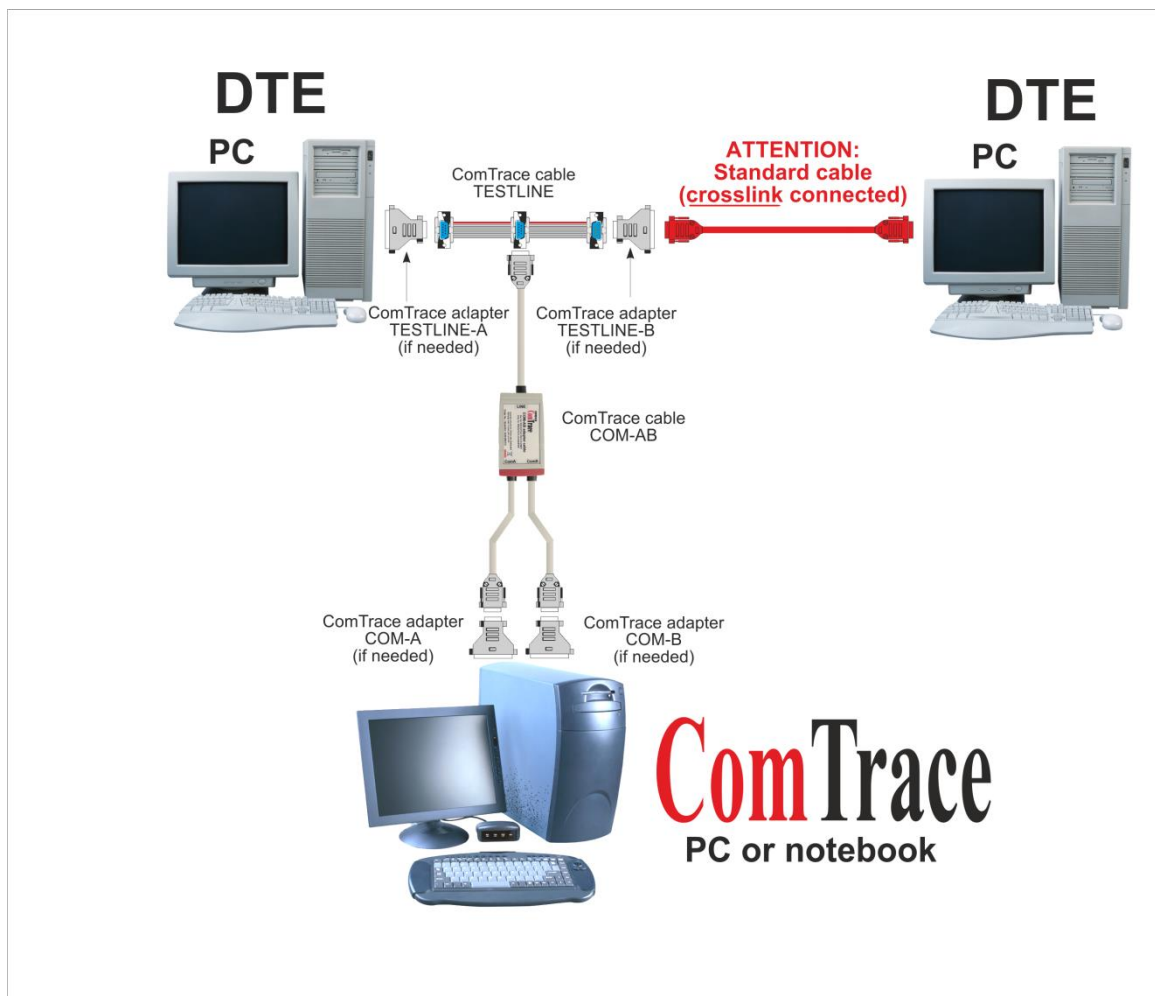 DTE
PC
DTE
PC
ATTENTION:
Standard cable
(crosslink connected)
ComTrace cable
TESTLINE
ComTrace adapter
TESTLINE-A
(if needed)
ComTrace adapter
TESTLINE-B
(if needed)
ComTrace cable
COM-AB
ComTrace adapter
COM-A
(if needed)
ComTrace adapter
COM-B
(if needed)
ComTrace
PC or notebook